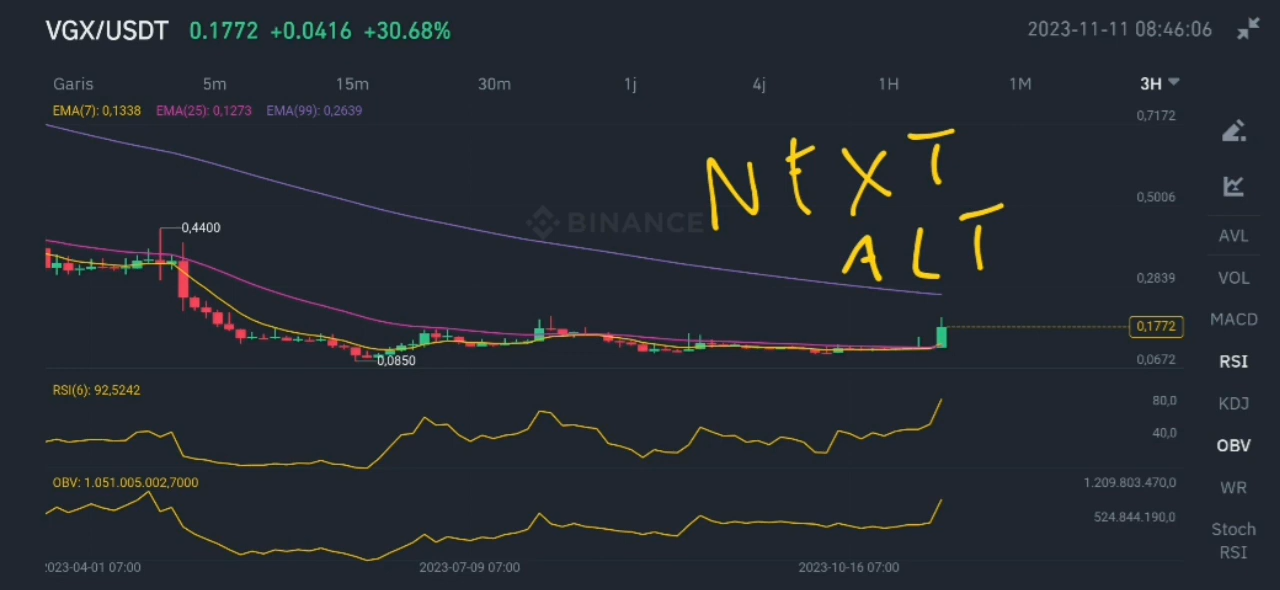 VGX/USDT 0.1772 +0.0416 +30.68% 2023-11-11 08:46:06
Garis 5m 15m 30m 1j 4j 1H 1M 3H
EMA(7): 0,1338 EMA(25): 0,1273 EMA(99): 0,2639
0,7172
NEXT
ALT
0,5006
BINANCE
0,4400
AVL
0,2839
VOL
MACD
0,1772
0,0850
0,0672
RSI
RSI(6): 92,5242
80,0
KDJ
40,0
OBV
OBV: 1.051.005.002,7000
1.209.803.470,0
WR
524.844.190,0
Stoch
RSI
2023-04-01 07:00 2023-07-09 07:00 2023-10-16 07:00